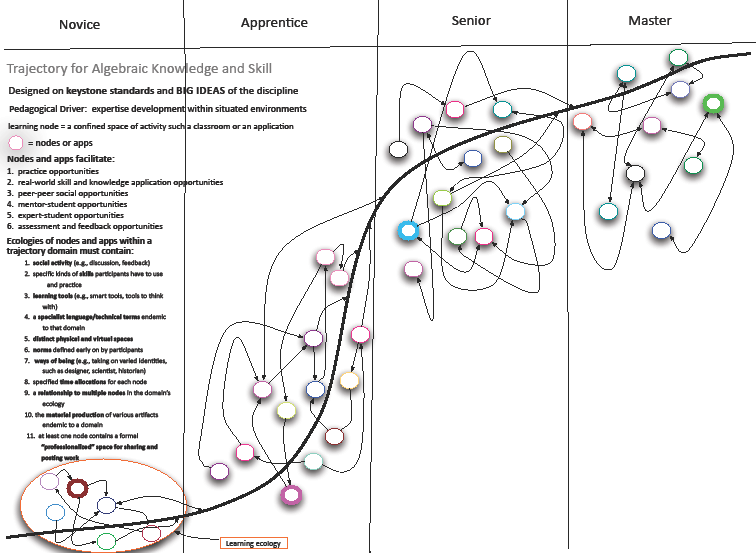 Novice
Apprentice
Senior
Master
Trajectory for Algebraic Knowledge and Skill
Designed on keystone standards and BIG IDEAS of the discipline
Pedagogical Driver: expertise development within situated environments
learning node = a confined space of activity such a classroom or an application
= nodes or apps
Nodes and apps facilitate:
1. practice opportunities
2. real-world skill and knowledge application opportunities
3. peer-peer social opportunities
4. mentor-student opportunities
5. expert-student opportunities
6. assessment and feedback opportunities
Ecologies of nodes and apps within a
trajectory domain must contain:
1. social activity (e.g., discussion, feedback)
2. specific kinds of skills participants have to use
and practice
3. learning tools (e.g., smart tools, tools to think
with)
4. a specialist language/technical terms endemic
to that domain
5. distinct physical and virtual spaces
6. norms defined early on by participants
7. ways of being (e.g., taking on varied identities,
such as designer, scientist, historian)
8. specified time allocations for each node
9. a relationship to multiple nodes in the domain's
ecology
10. the material production of various artifacts
endemic to a domain
11. at least one node contains a formal
"professionalized" space for sharing and
posting work
Learning ecology